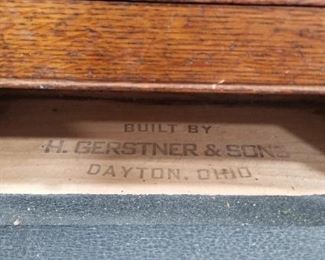 BUILT BY
H. GERSTNER & SONS
DAYTON, OHIO